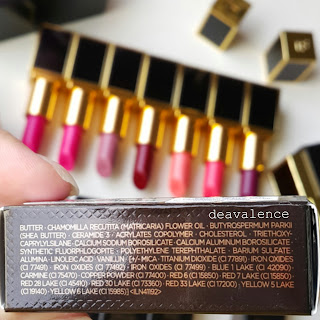 deavalence
BUTTER · CHAMOMILLA RECUTITA (MATRICARIA) FLOWER OIL · BUTYROSPERMUM PARKII
(SHEA BUTTER) · CERAMIDE 3 · ACRYLATES COPOLYMER · CHOLESTEROL · TRIETHOXY-
CAPRYLYLSILANE · CALCIUM SODIUM BOROSILICATE · CALCIUM ALUMINUM BOROSILICATE ·
SYNTHETIC FLUORPHLOGOPITE · POLYETHYLENE TEREPHTHALATE · BARIUM SULFATE
ALUMINA · LINOLEIC ACID · VANILLIN · [+/- MICA · TITANIUM DIOXIDE (CI 77891)
(CI 77491) · IRON OXIDES (CI 77492) · IRON OXIDES (CI 77499) · BLUE 1 LAKE (CI 42090) ·
CARMINE (CI 75470) · COPPER POWDER (CI 77400) · RED 6 (CI 15850) · RED 7 LAKE (CI 15850)
RED 28 LAKE (CI 45410) · RED 30 LAKE (CI 73360) · RED 33 LAKE (CI 17200) · YELLOW 5 LAKE
(CI 19140) · YELLOW 6 LAKE (CI 15985)] <ILN41192>